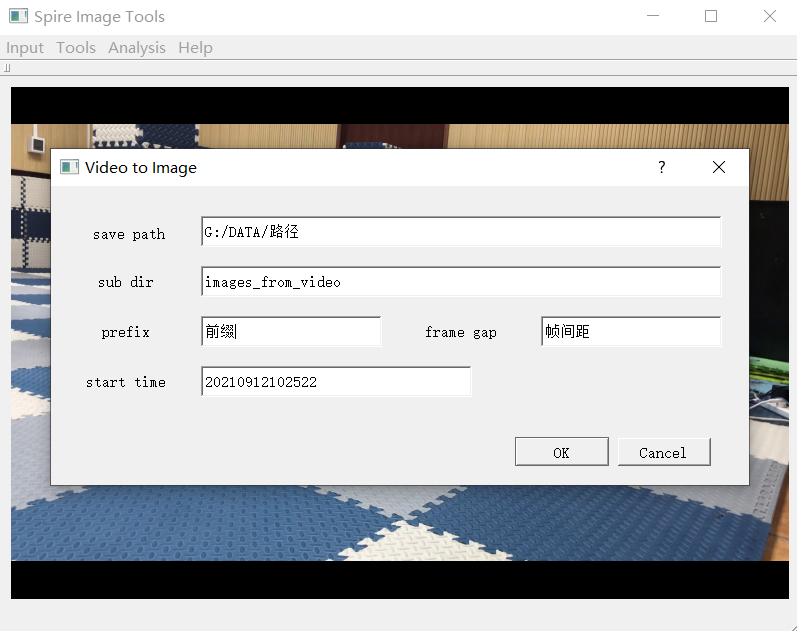 Spire Image Tools
Input Tools Analysis Help
Video to Image
save path G:/DATA/路径
sub dir images_from_video
prefix 前缀 frame gap 帧间距
start time 20210912102522
OK Cancel